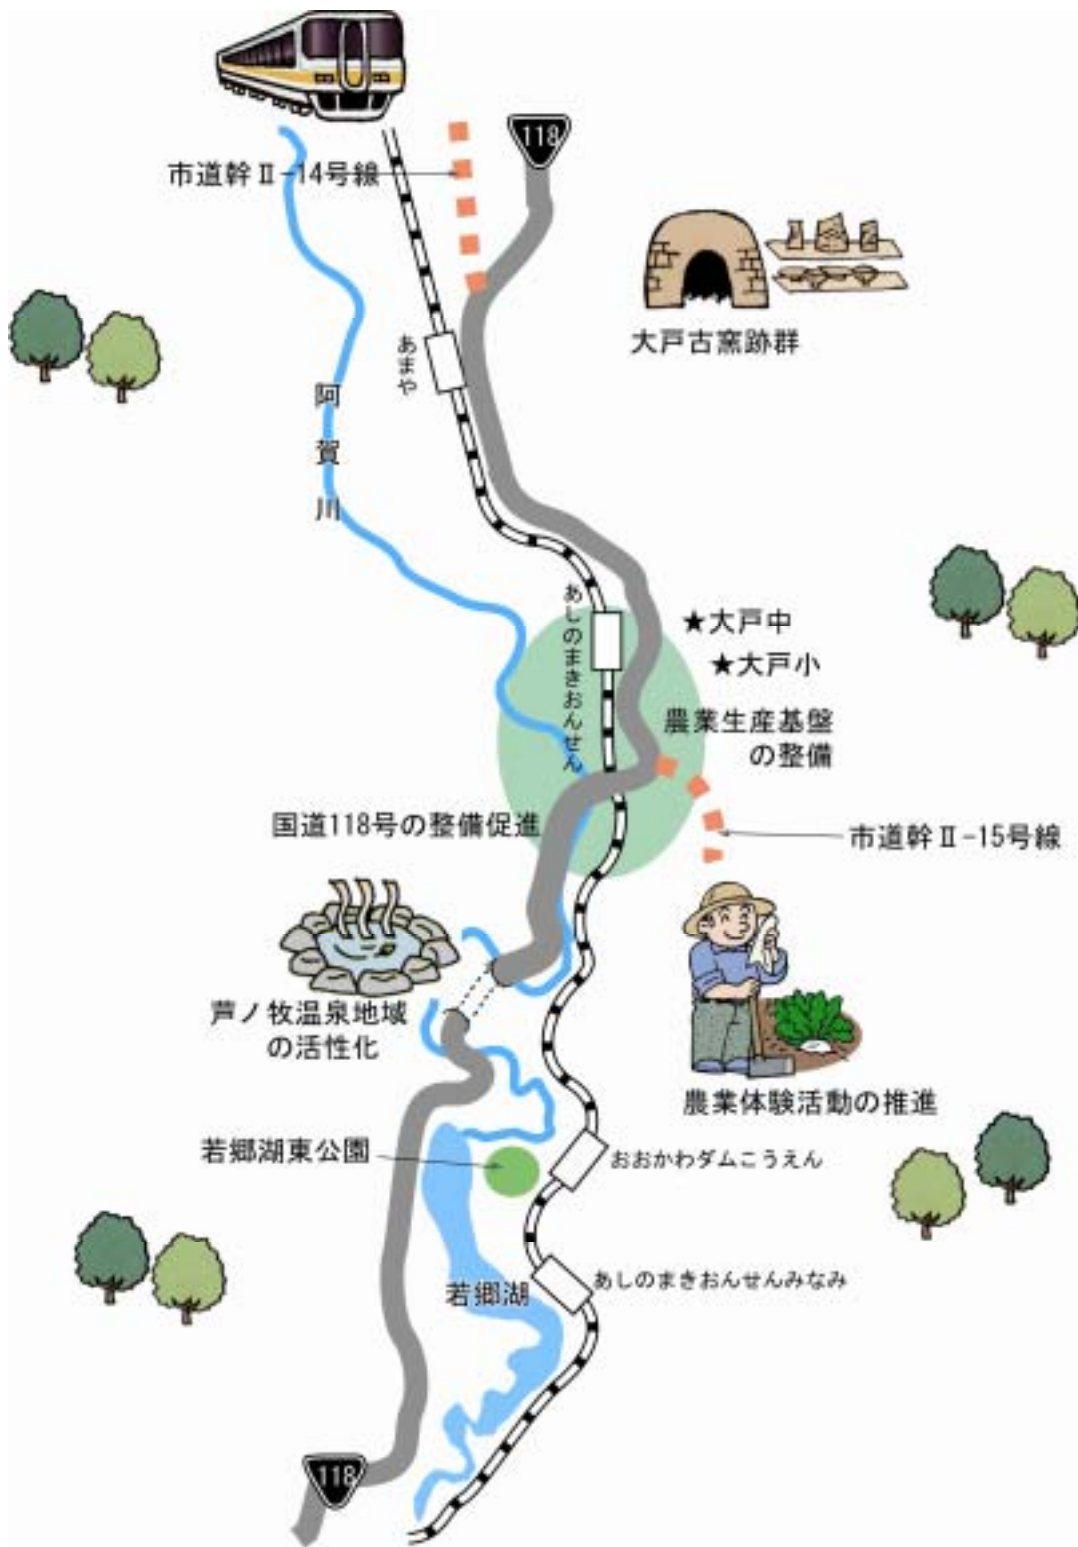 118
市道幹Ⅱ-14号線
大戸古窯跡群
あまや
阿賀川
あしのまきおんせん
★大戸中
★大戸小
農業生産基盤
の整備
国道118号の整備促進
市道幹Ⅱ-15号線
芦ノ牧温泉地域
の活性化
農業体験活動の推進
若郷湖東公園
おおかわダムこうえん
あしのまきおんせんみなみ
若郷湖
118